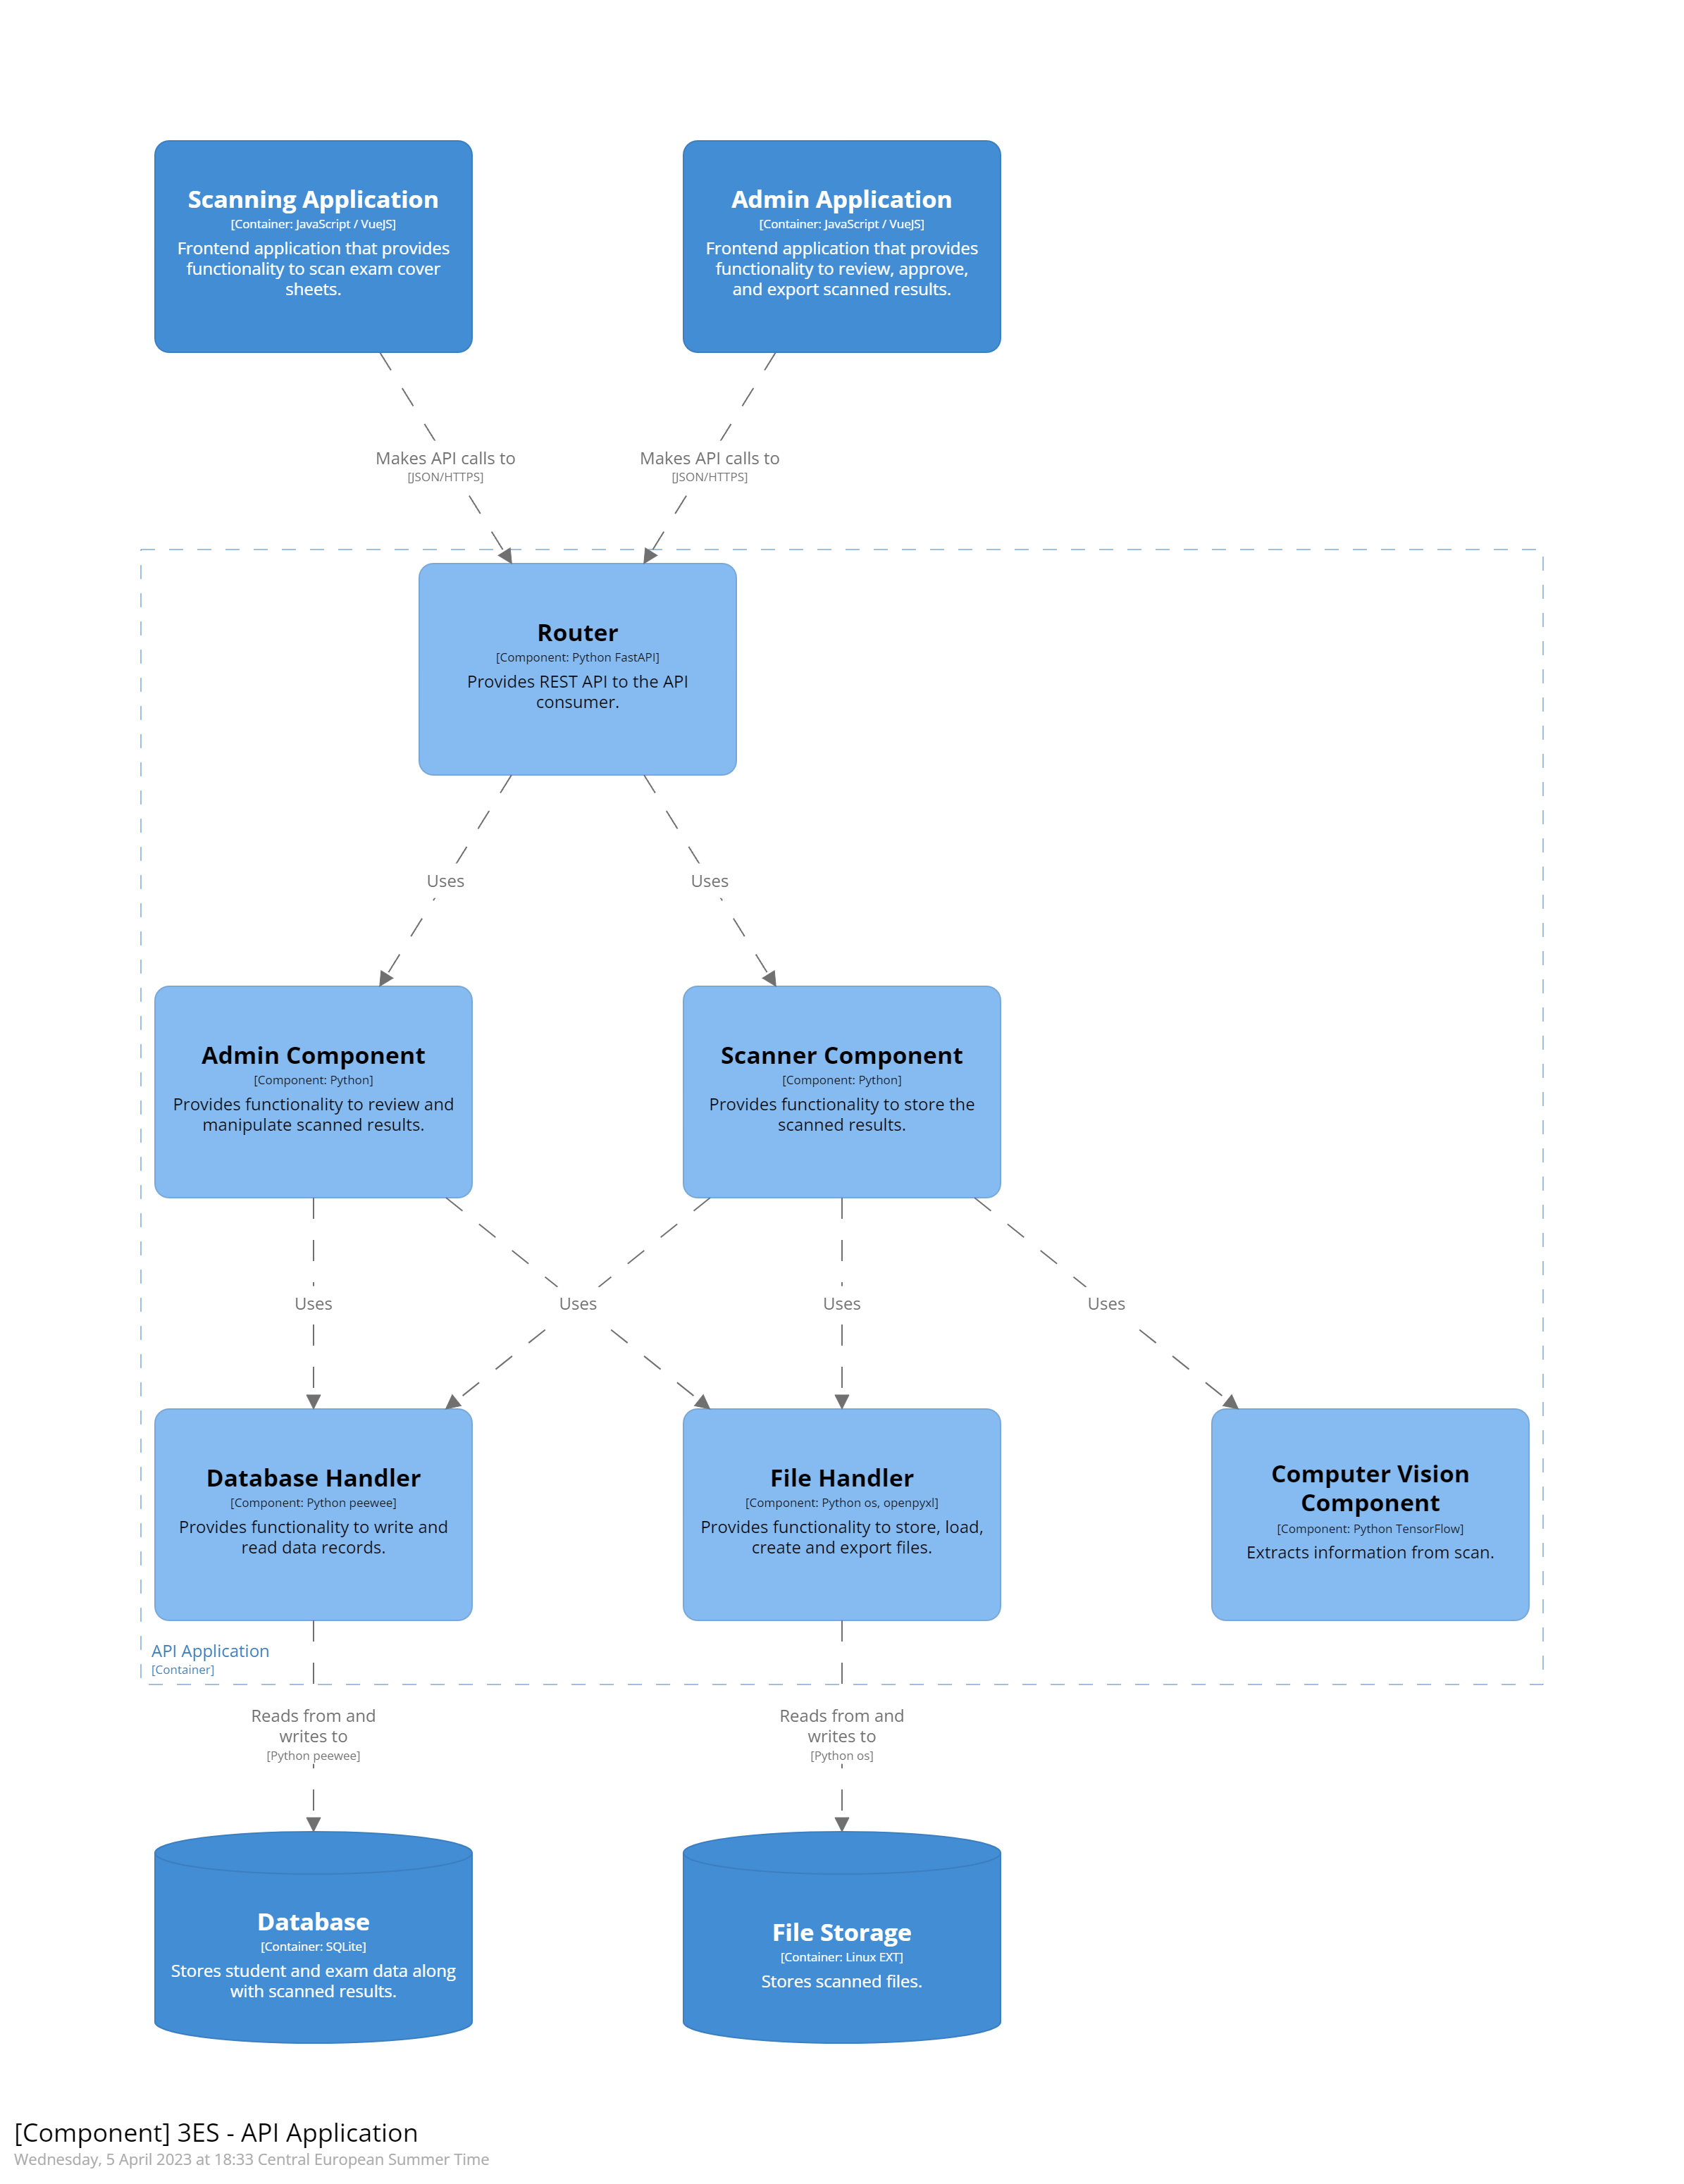 Scanning Application
[Container: JavaScript / VueJS]
Frontend application that provides
functionality to scan exam cover
sheets.
Admin Application
[Container: JavaScript / VueJS]
Frontend application that provides
functionality to review, approve,
and export scanned results.
Makes API calls to
[JSON/HTTPS]
Makes API calls to
[JSON/HTTPS]
Router
[Component: Python FastAPI]
Provides REST API to the API
consumer.
Uses
Uses
Admin Component
[Component: Python]
Provides functionality to review and
manipulate scanned results.
Scanner Component
[Component: Python]
Provides functionality to store the
scanned results.
Uses
Uses
Uses
Uses
Database Handler
[Component: Python peewee]
Provides functionality to write and
read data records.
File Handler
[Component: Python os, openpyxl]
Provides functionality to store, load,
create and export files.
Computer Vision
Component
[Component: Python TensorFlow]
Extracts information from scan.
API Application
[Container]
Reads from and
writes to
[Python peewee]
Reads from and
writes to
[Python os]
Database
[Container: SQLite]
Stores student and exam data along
with scanned results.
File Storage
[Container: Linux EXT]
Stores scanned files.
[Component] 3ES - API Application
Wednesday, 5 April 2023 at 18:33 Central European Summer Time